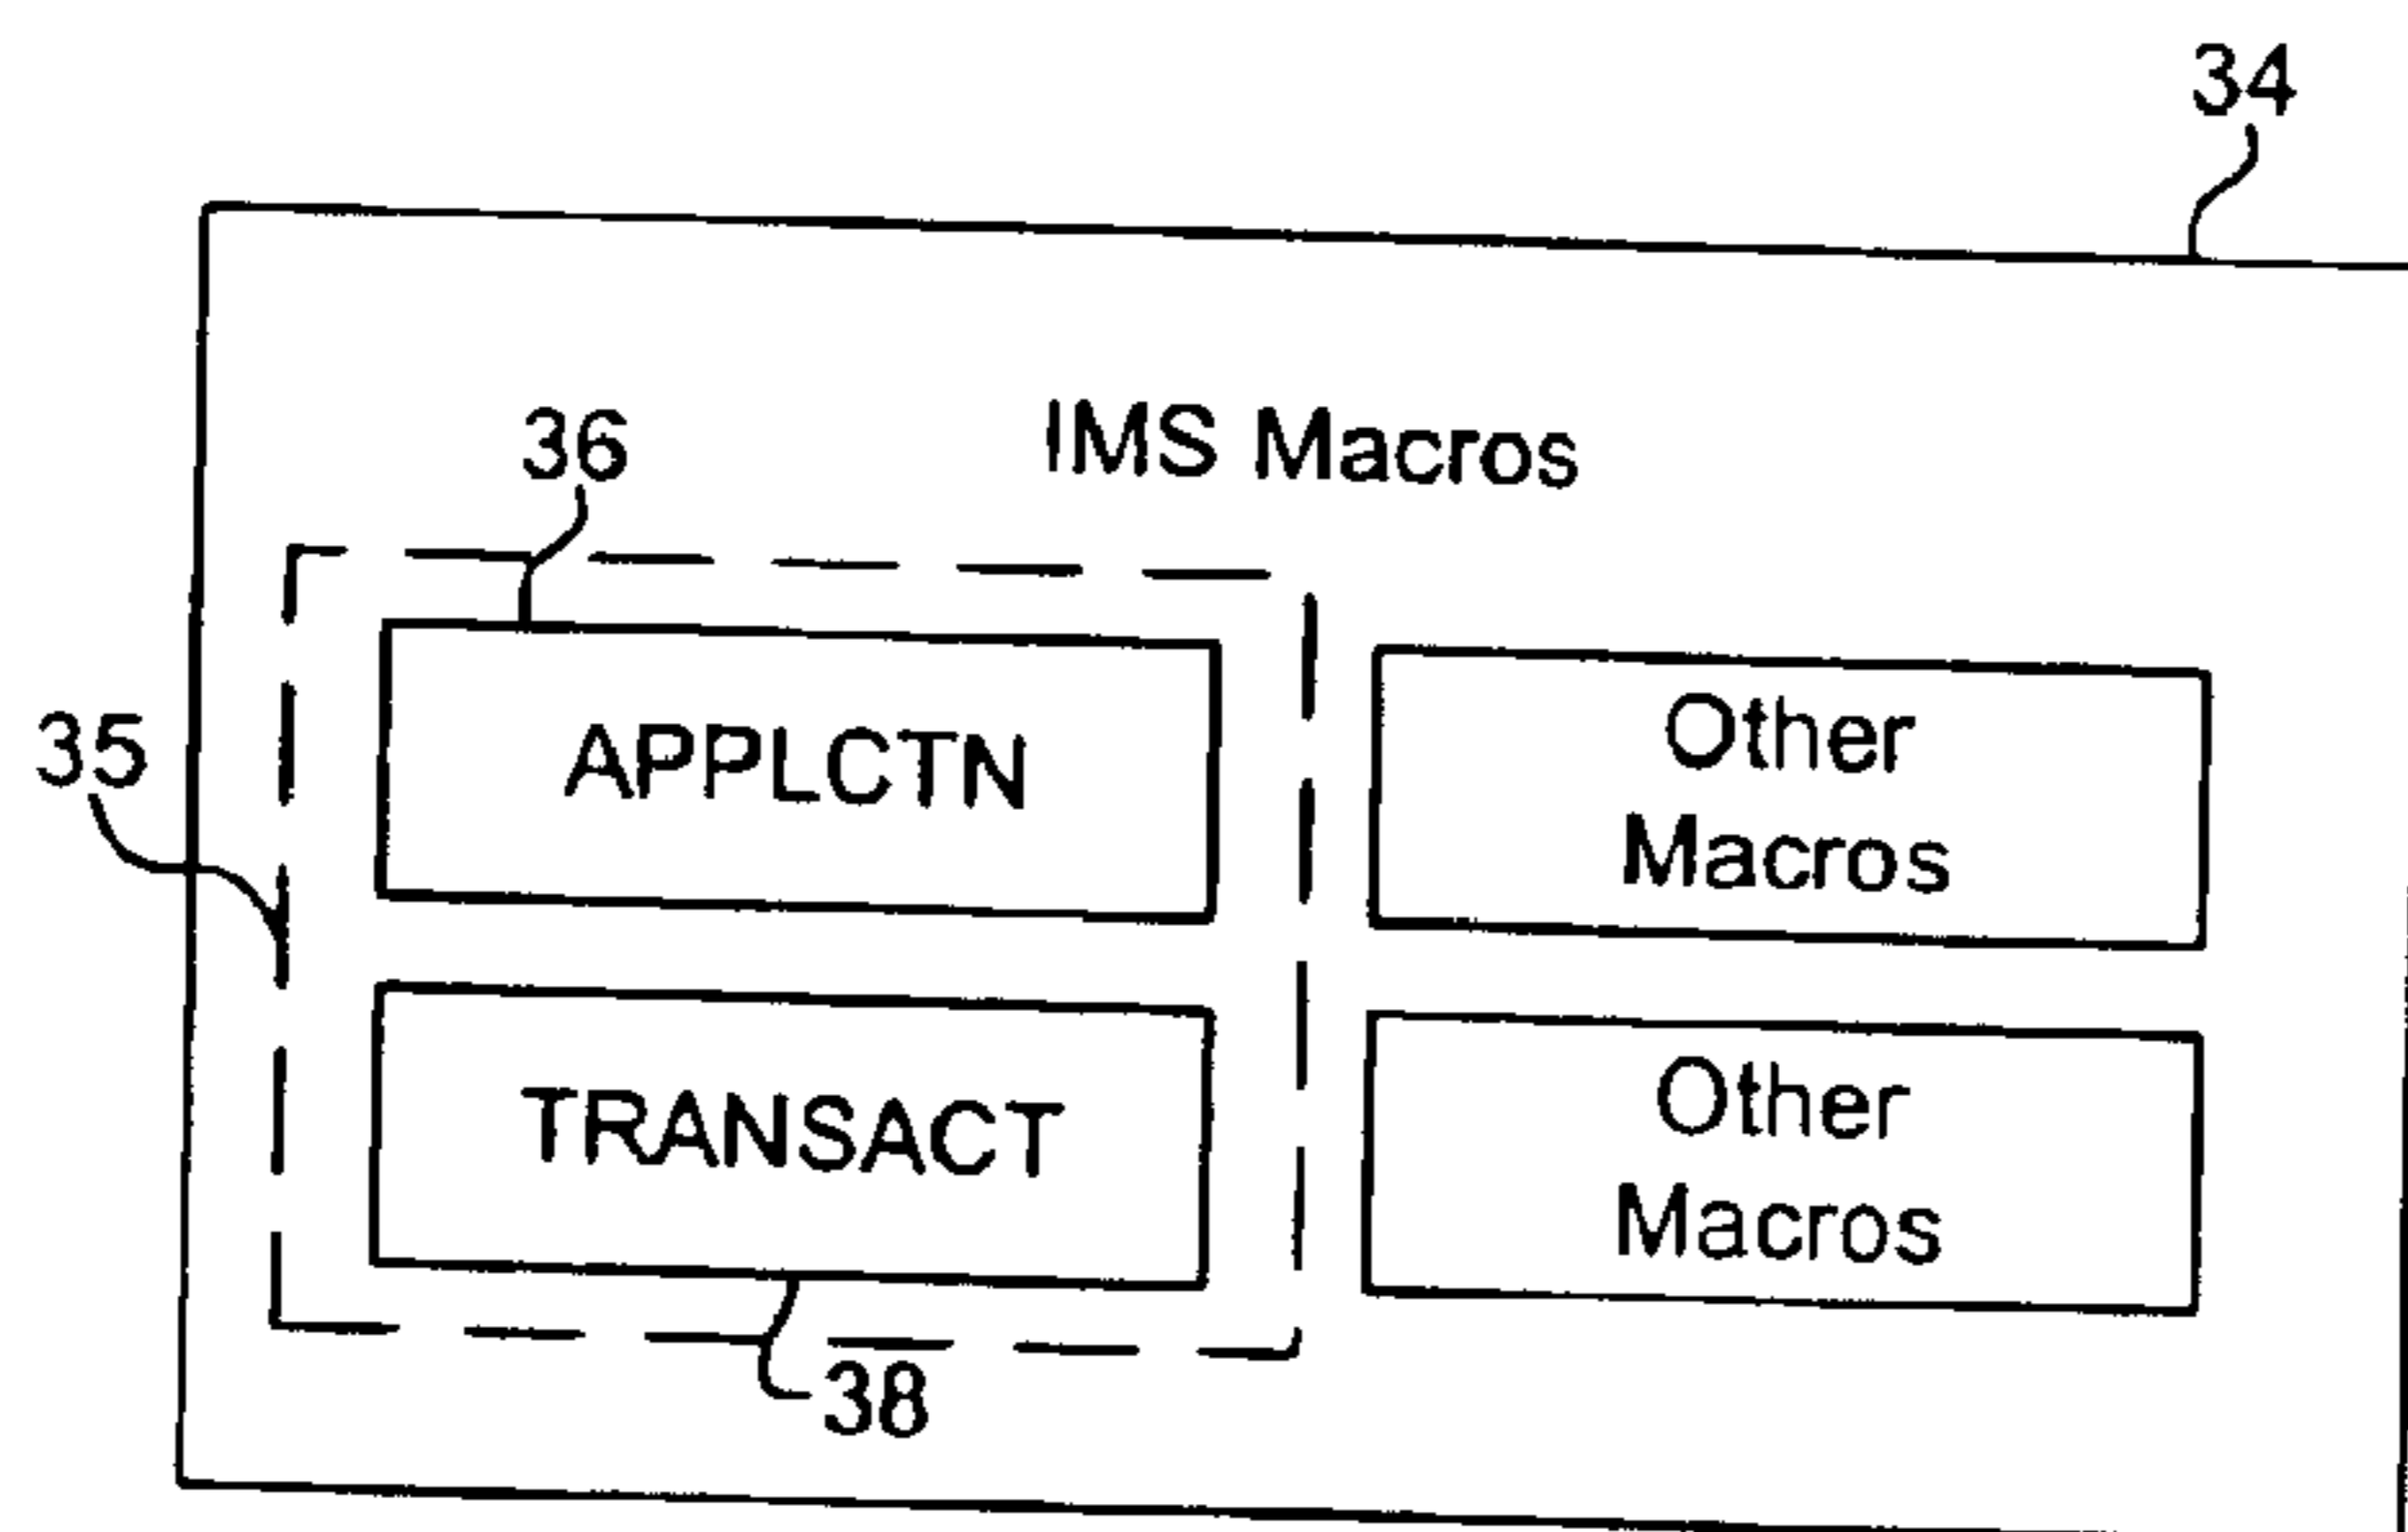 34
IMS Macros
36
APPLCTN
Other
Macros
35
TRANSACT
Other
Macros
38